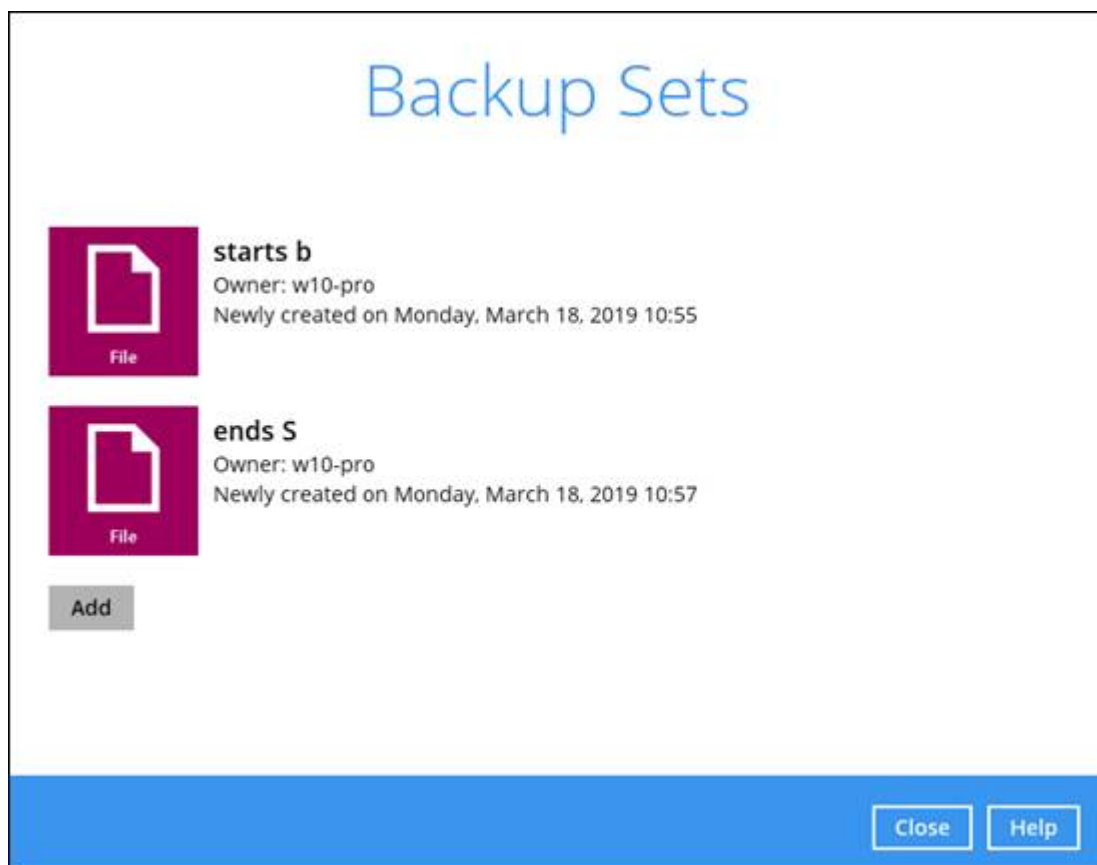 Backup Sets
File
starts b
Owner: w10-pro
Newly created on Monday, March 18, 2019 10:55
File
ends S
Owner: w10-pro
Newly created on Monday, March 18, 2019 10:57
Add
Close
Help